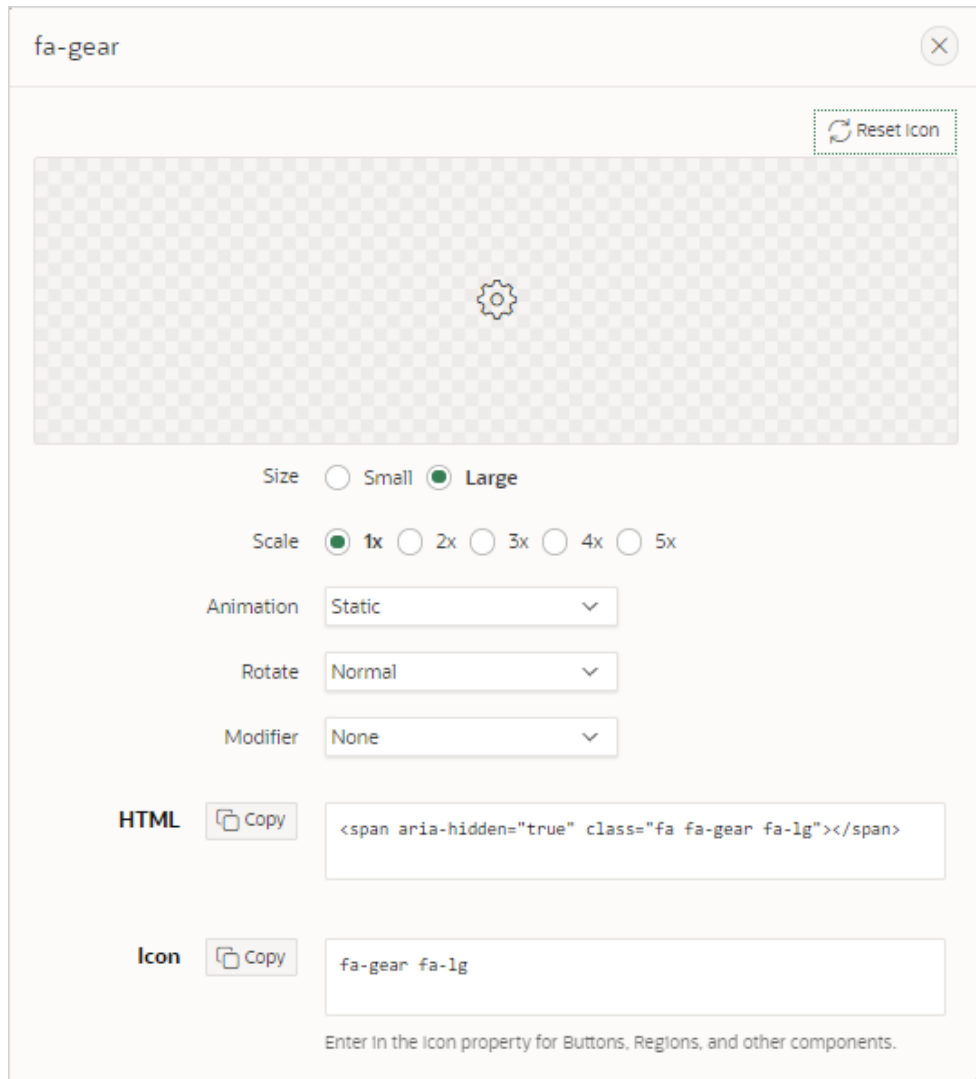 fa-gear
Reset Icon
Size Small Large
Scale 1x 2x 3x 4x 5x
Animation Static
Rotate Normal
Modifier None
HTML Copy <span aria-hidden="true" class="fa fa-gear fa-lg"></span>
Icon Copy fa-gear fa-lg
Enter in the Icon property for Buttons, Regions, and other components.